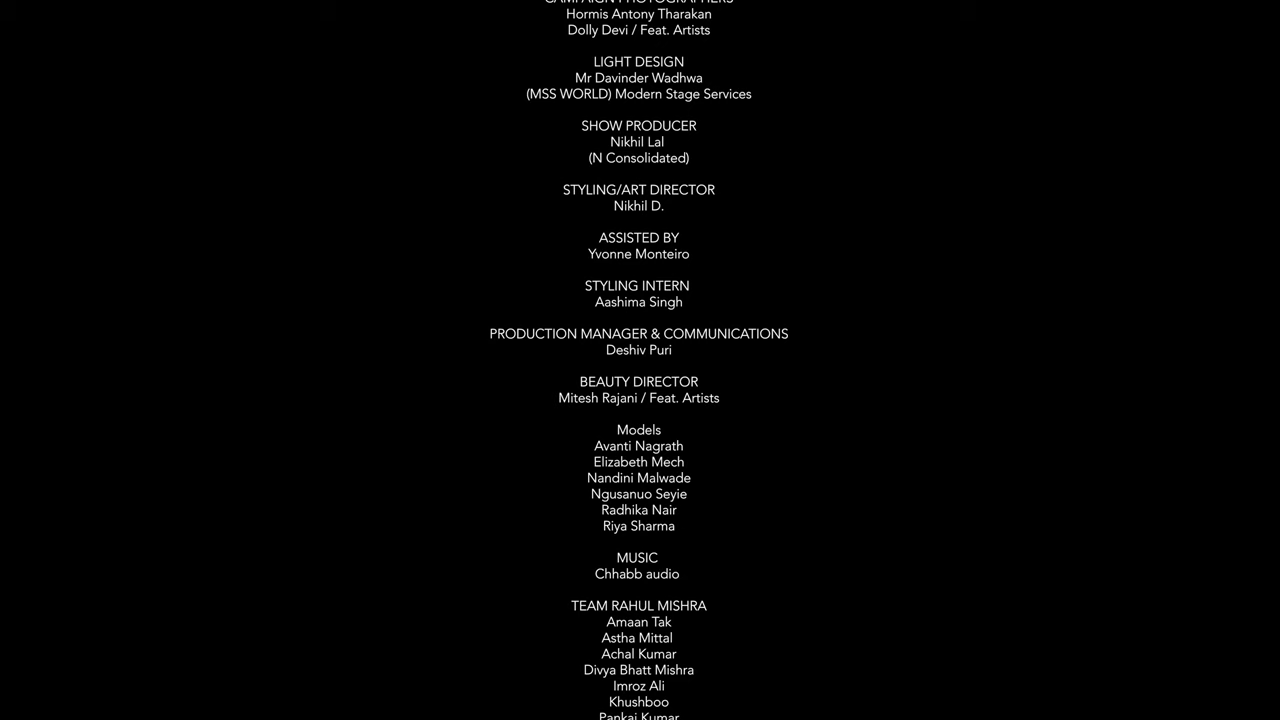 CAMPAIGN PHOTOGRAPHERS
Hormis Antony Tharakan
Dolly Devi / Feat. Artists
LIGHT DESIGN
Mr Davinder Wadhwa
(MSS WORLD) Modern Stage Services
SHOW PRODUCER
Nikhil Lal
(N Consolidated)
STYLING/ART DIRECTOR
Nikhil D.
ASSISTED BY
Yvonne Monteiro
STYLING INTERN
Aashima Singh
PRODUCTION MANAGER & COMMUNICATIONS
Deshiv Puri
BEAUTY DIRECTOR
Mitesh Rajani / Feat. Artists
Models
Avanti Nagrath
Elizabeth Mech
Nandini Malwade
Ngusanuo Seyie
Radhika Nair
Riya Sharma
MUSIC
Chhabb audio
TEAM RAHUL MISHRA
Amaan Tak
Astha Mittal
Achal Kumar
Divya Bhatt Mishra
Imroz Ali
Khushboo
Pankaj Kumar